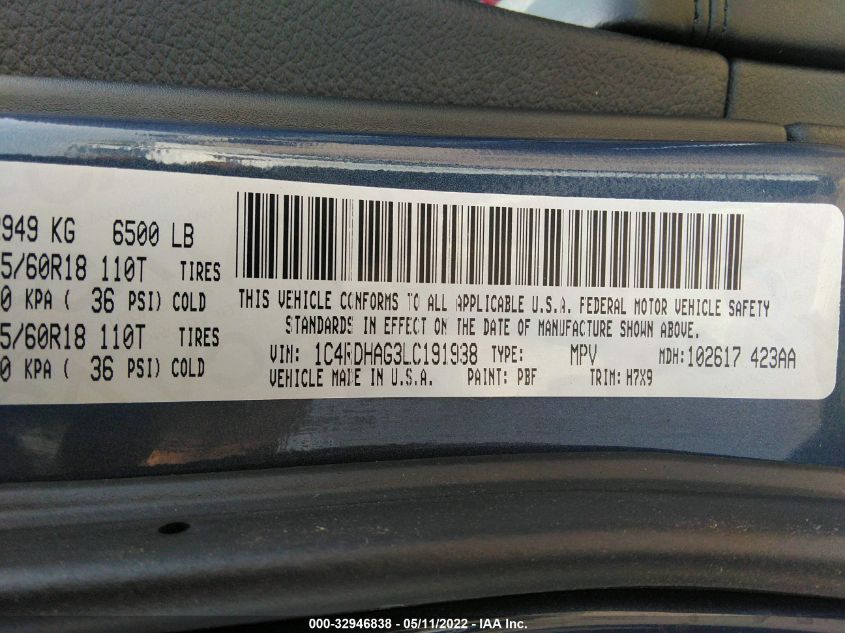 2949 KG 6500 LB
5/60R18 110T TIRES
0 KPA ( 36 PSI) COLD
5/60R18 110T TIRES
0 KPA ( 36 PSI) COLD
THIS VEHICLE CONFORMS TO ALL APPLICABLE U.S.A. FEDERAL MOTOR VEHICLE SAFETY
STANDARDS IN EFFECT ON THE DATE OF MANUFACTURE SHOWN ABOVE.
VIN: 1C4RDHAG3LC191938 TYPE: MPV MDH:102617 423AA
VEHICLE MADE IN U.S.A. PAINT: PBF TRIM: H7X9
000-32946838 - 05/11/2022 - IAA Inc.